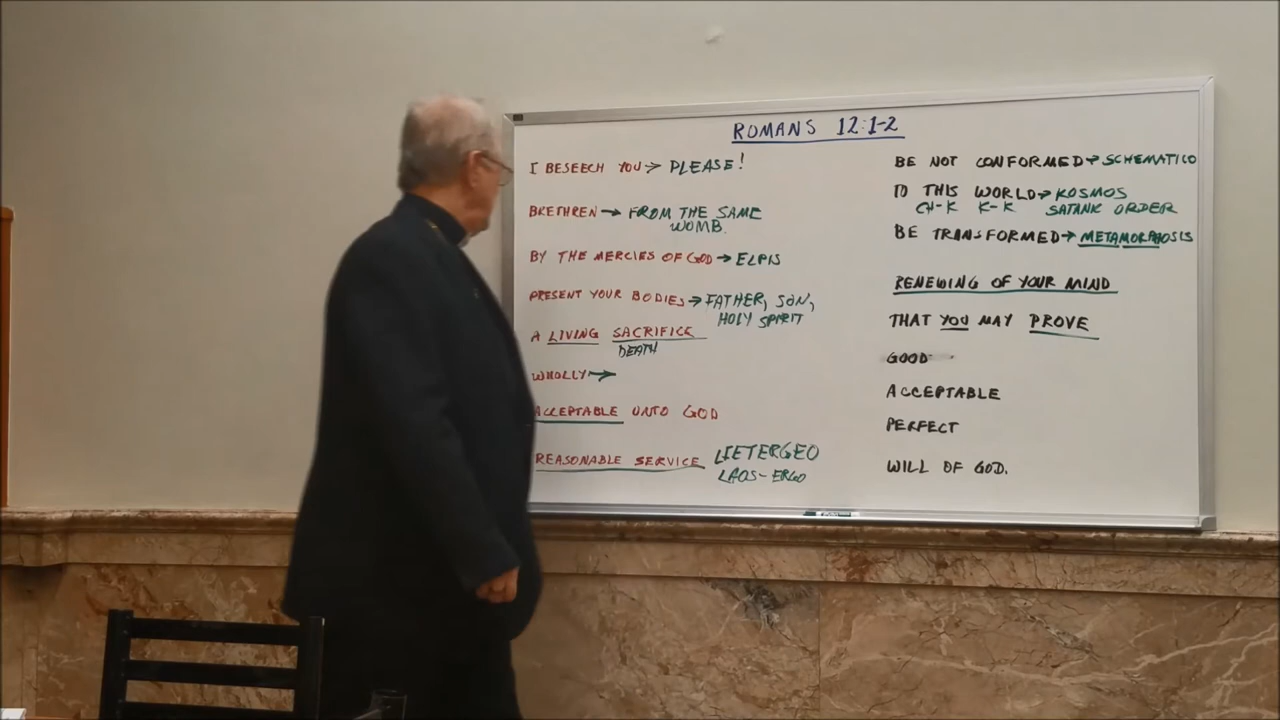 ROMANS 12:1-2
I BESEECH YOU > PLEASE!
BRETHREN → FROM THE SAME
WOMB.
BY THE MERCIES OF GOD → ELPIS
PRESENT YOUR BODIES → FATHER, SON,
HOLY SPIRIT
A LIVING SACRIFICE
DEATH
WHOLLY →
ACCEPTABLE UNTO GOD
REASONABLE SERVICE LIETERGEO
LAOS-ERGO
BE NOT CONFORMED → SCHEMATICO
TO THIS WORLD → KOSMOS
CH-K K-K SATANIC ORDER
BE TRANSFORMED → METAMORPHOSIS
RENEWING OF YOUR MIND
THAT YOU MAY PROVE
GOOD
ACCEPTABLE
PERFECT
WILL OF GOD.